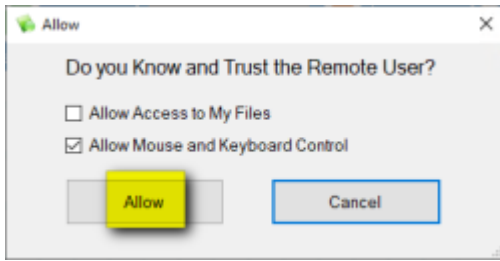 Allow
Do you Know and Trust the Remote User?
Allow Access to My Files
Allow Mouse and Keyboard Control
Allow
Cancel